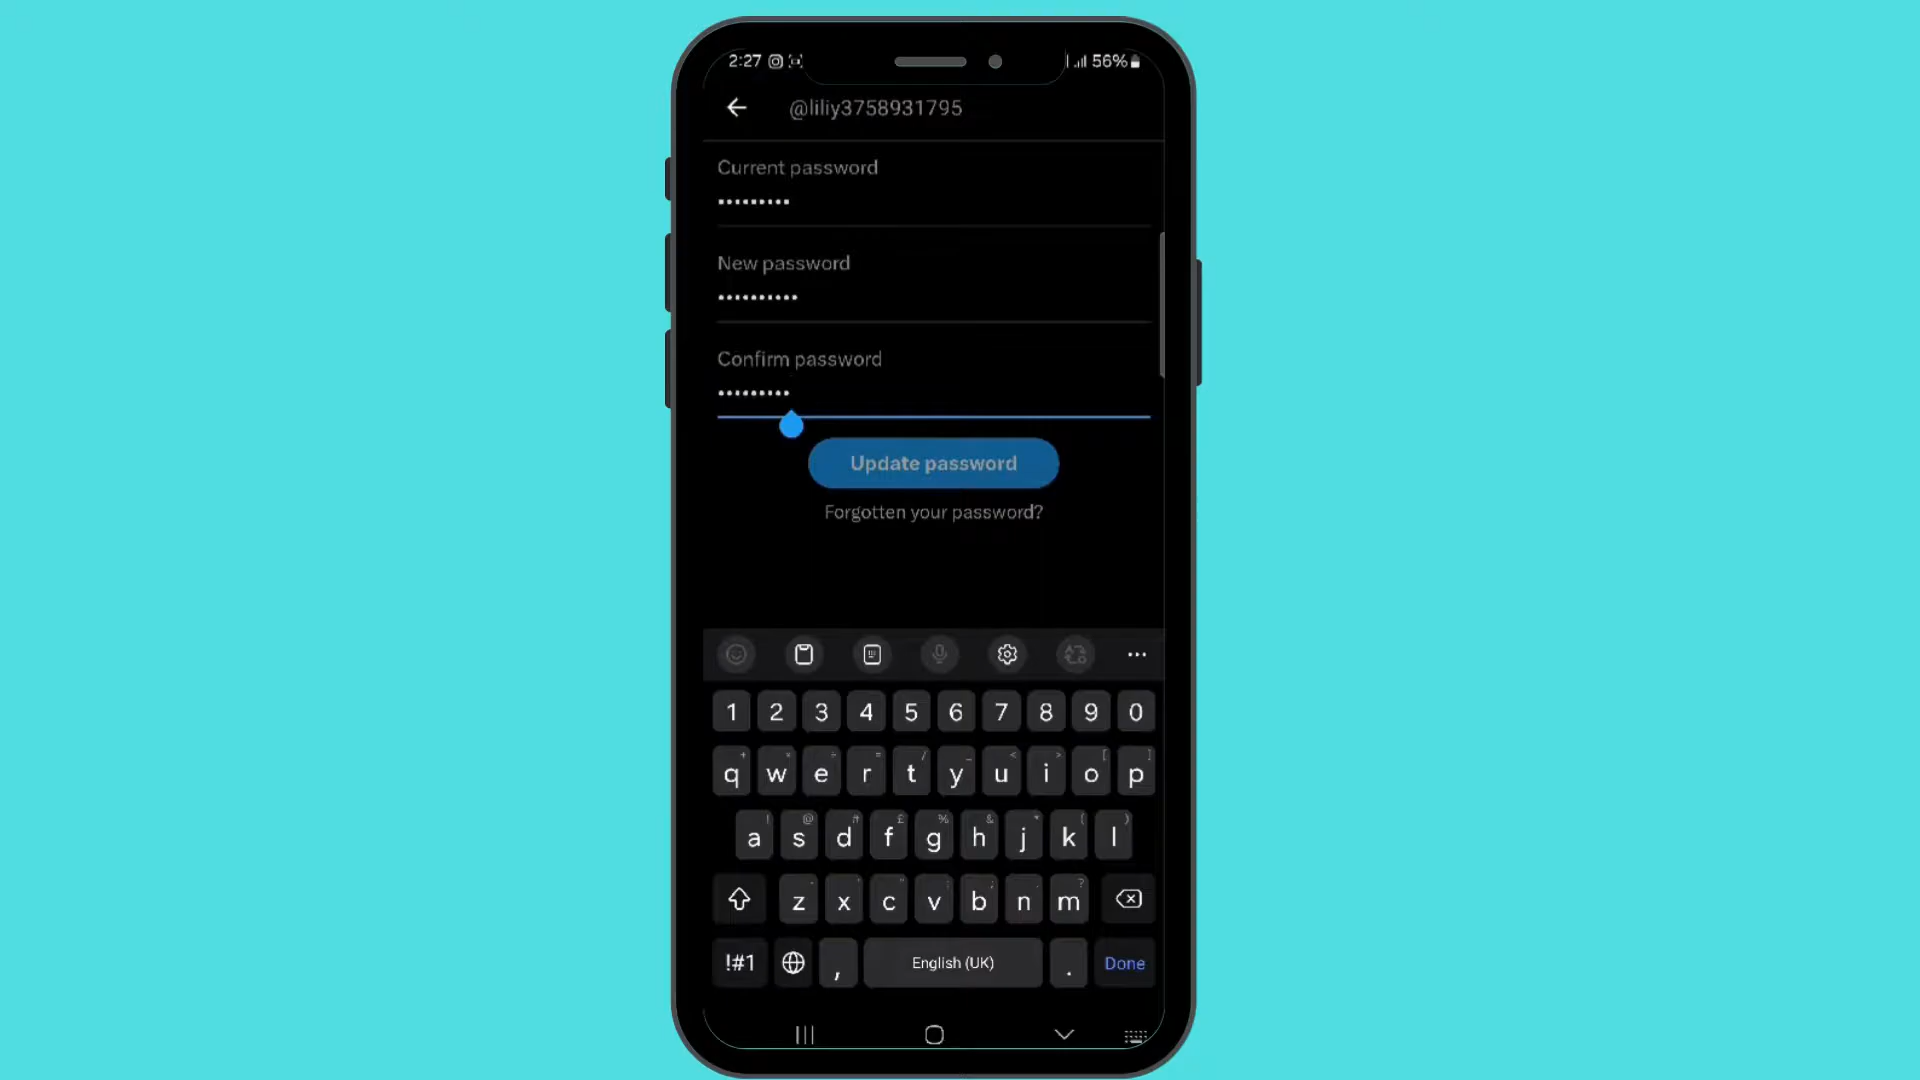 2:27 56%
@liliy3758931795
Current password
•••••••••
New password
••••••••••
Confirm password
•••••••••
Update password
Forgotten your password?
1 2 3 4 5 6 7 8 9 0
q w e r t y u i o p
a s d f g h j k l
z x c v b n m
!#1 , English (UK) . Done